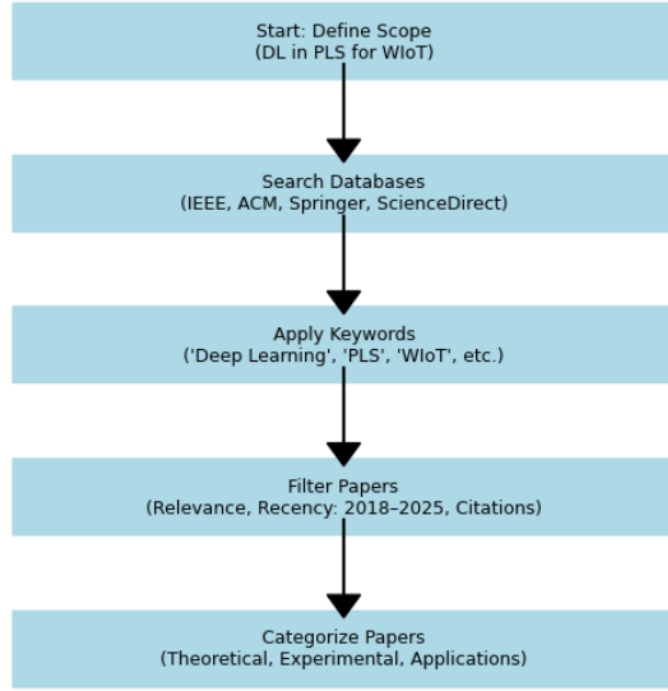 Start: Define Scope
(DL in PLS for WIoT)
Search Databases
(IEEE, ACM, Springer, ScienceDirect)
Apply Keywords
('Deep Learning', 'PLS', 'WIoT', etc.)
Filter Papers
(Relevance, Recency: 2018–2025, Citations)
Categorize Papers
(Theoretical, Experimental, Applications)